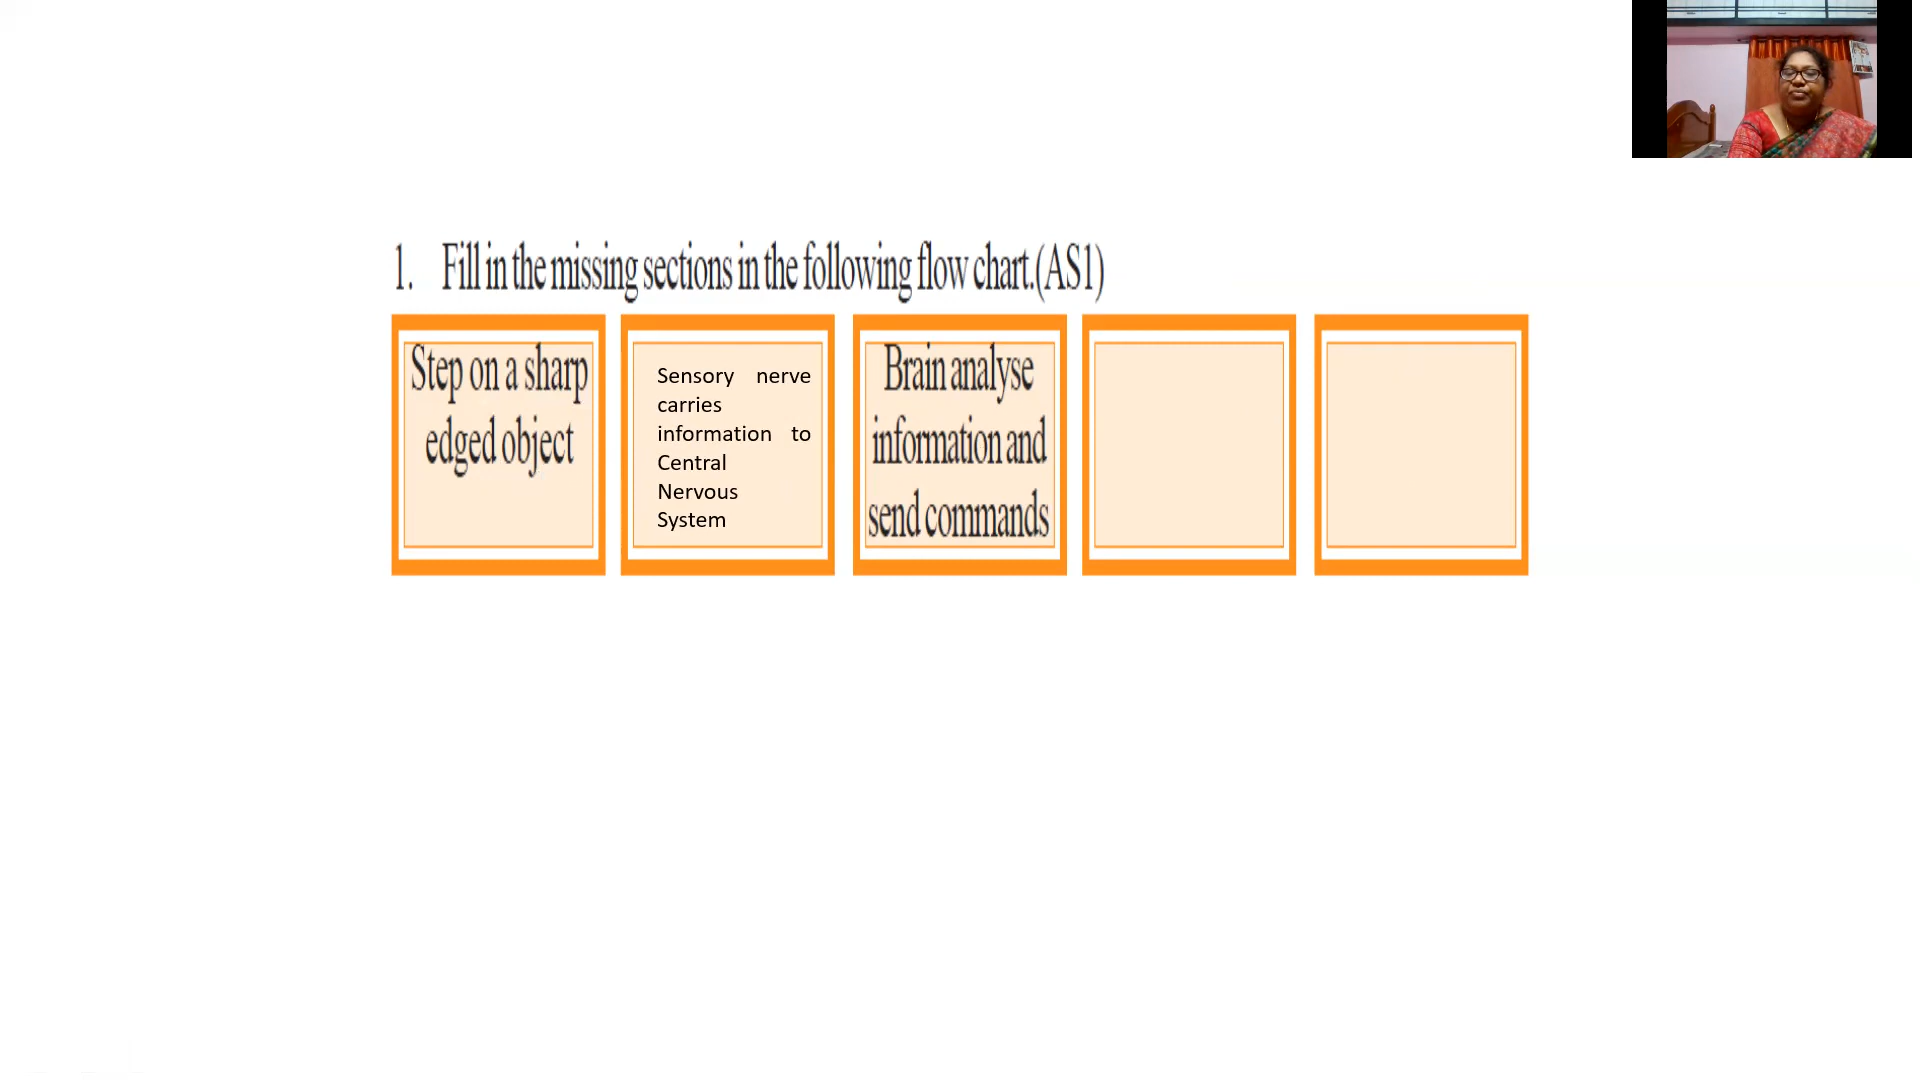 1. Fill in the missing sections in the following flow chart.(AS1)
Step on a sharp
edged object
Sensory nerve
carries
information to
Central
Nervous
System
Brain analyse
information and
send commands